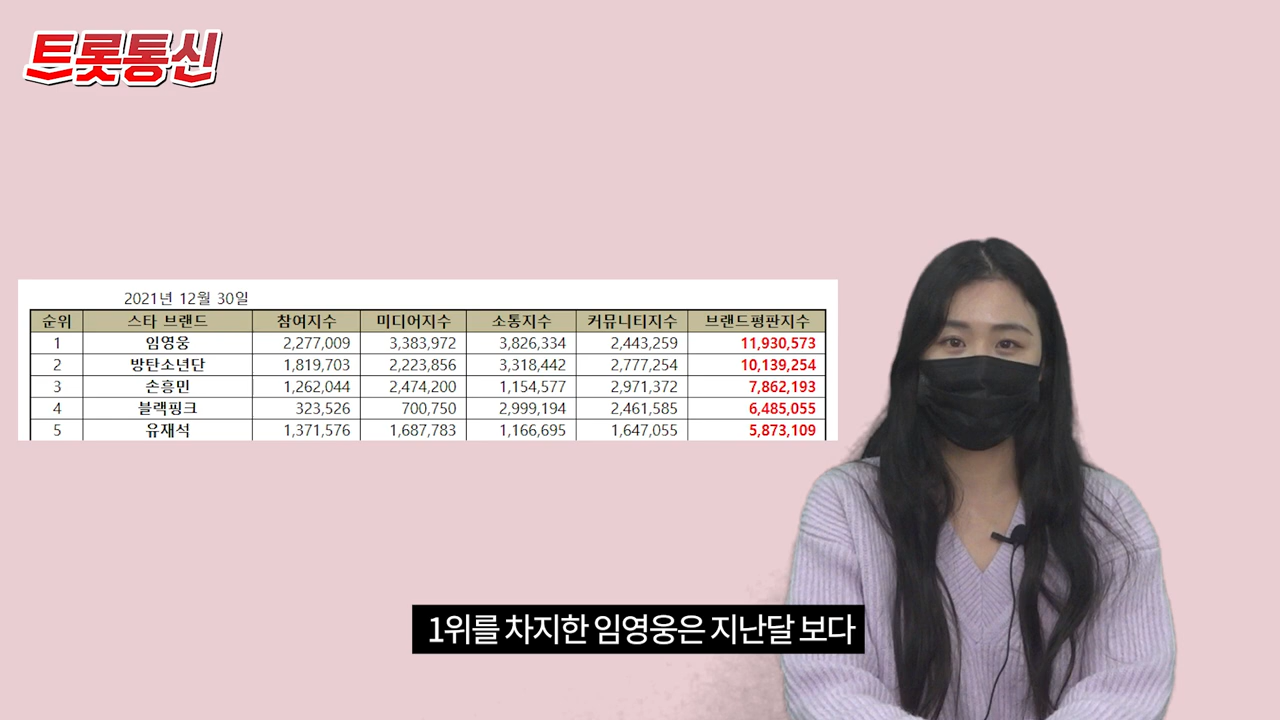 트롯통신
2021년 12월 30일
순위 스타 브랜드 참여지수 미디어지수 소통지수 커뮤니티지수 브랜드평판지수
1 임영웅 2,277,009 3,383,972 3,826,334 2,443,259 11,930,573
2 방탄소년단 1,819,703 2,223,856 3,318,442 2,777,254 10,139,254
3 손흥민 1,262,044 2,474,200 1,154,577 2,971,372 7,862,193
4 블랙핑크 323,526 700,750 2,999,194 2,461,585 6,485,055
5 유재석 1,371,576 1,687,783 1,166,695 1,647,055 5,873,109
1위를 차지한 임영웅은 지난달 보다